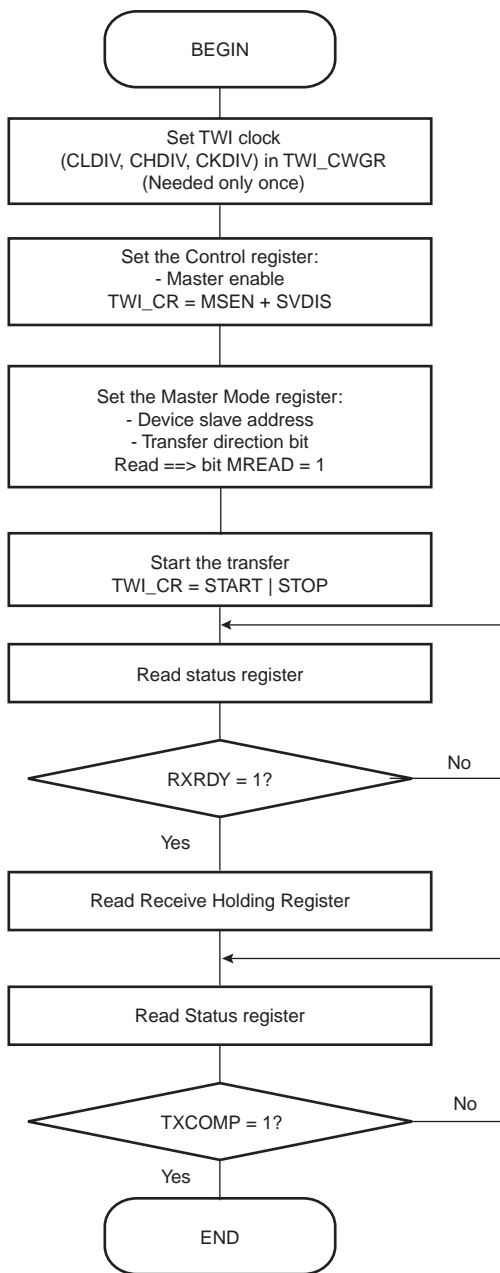 BEGIN
Set TWI clock
(CLDIV, CHDIV, CKDIV) in TWI_CWGR
(Needed only once)
Set the Control register:
- Master enable
TWI_CR = MSEN + SVDIS
Set the Master Mode register:
- Device slave address
- Transfer direction bit
Read ==> bit MREAD = 1
Start the transfer
TWI_CR = START | STOP
Read status register
RXRDY = 1?
No
Yes
Read Receive Holding Register
Read Status register
TXCOMP = 1?
No
Yes
END